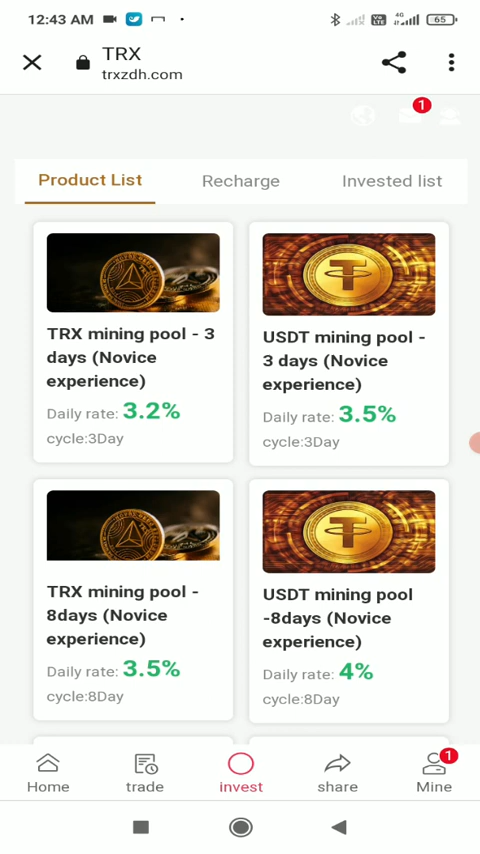 12:43 AM
4G
Vo LTE
65
TRX
trxzdh.com
1
Product List
Recharge
Invested list
TRX mining pool - 3
days (Novice
experience)
Daily rate: 3.2%
cycle:3Day
USDT mining pool -
3 days (Novice
experience)
Daily rate: 3.5%
cycle:3Day
TRX mining pool -
8days (Novice
experience)
Daily rate: 3.5%
cycle:8Day
USDT mining pool
-8days (Novice
experience)
Daily rate: 4%
cycle:8Day
Home
trade
invest
share
1
Mine